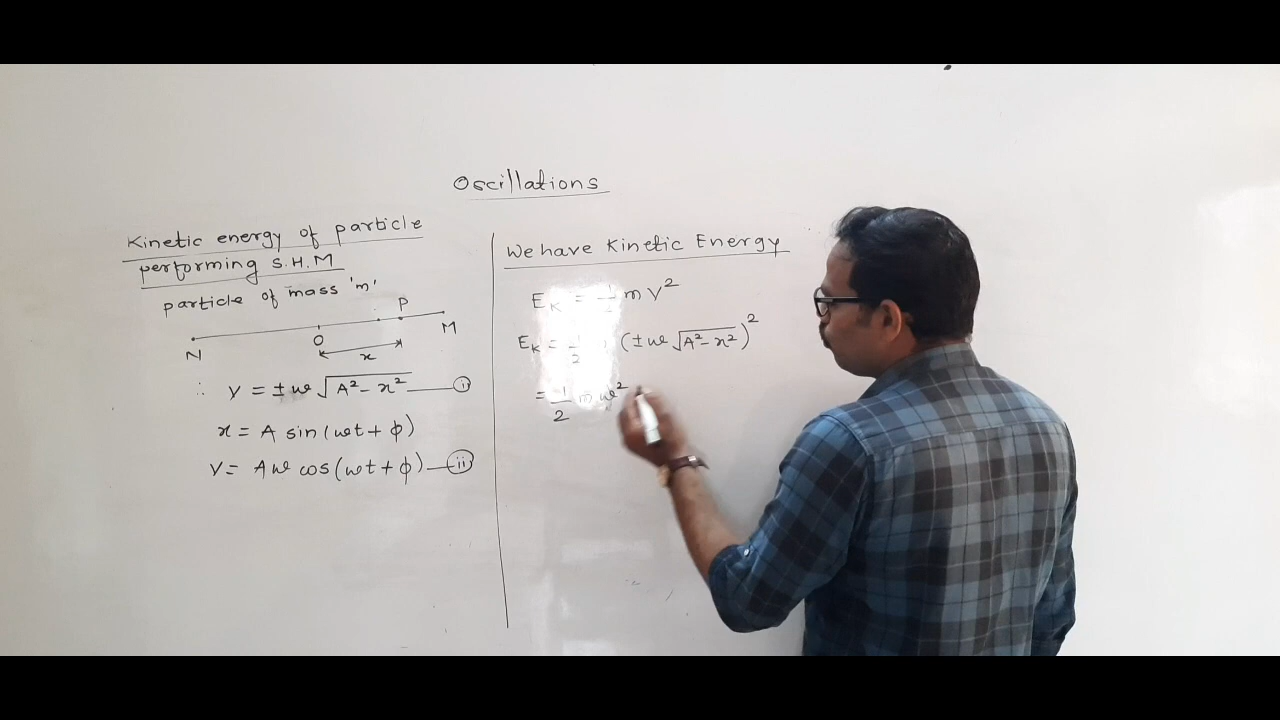 Oscillations
Kinetic energy of particle
performing S.H.M
particle of mass 'm'
P
N O M
x
∴ V = ±ω √A² − x² —(i)
x = A sin(ωt + ϕ)
V = Aω cos(ωt + ϕ) —(ii)
We have Kinetic Energy
E_K = 1/2 m V²
E_K = 1/2 (±ω √A² − x²)²
= 1/2 m ω²